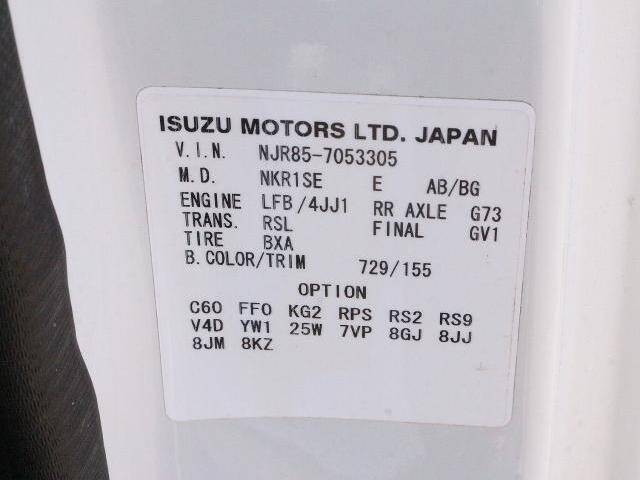 ISUZU MOTORS LTD. JAPAN
V.I.N. NJR85-7053305
M.D. NKR1SE E AB/BG
ENGINE LFB/4JJ1 RR AXLE G73
TRANS. RSL FINAL GV1
TIRE BXA
B.COLOR/TRIM 729/155
OPTION
C60 FF0 KG2 RPS RS2 RS9
V4D YW1 25W 7VP 8GJ 8JJ
8JM 8KZ